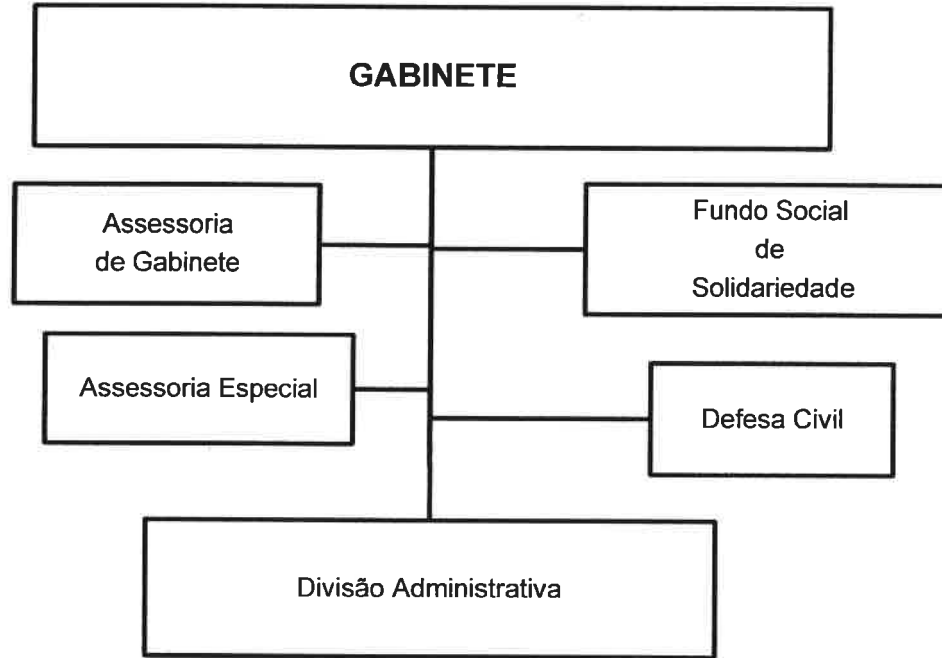 GABINETE
Assessoria
de Gabinete
Fundo Social
de
Solidariedade
Assessoria Especial
Defesa Civil
Divisão Administrativa